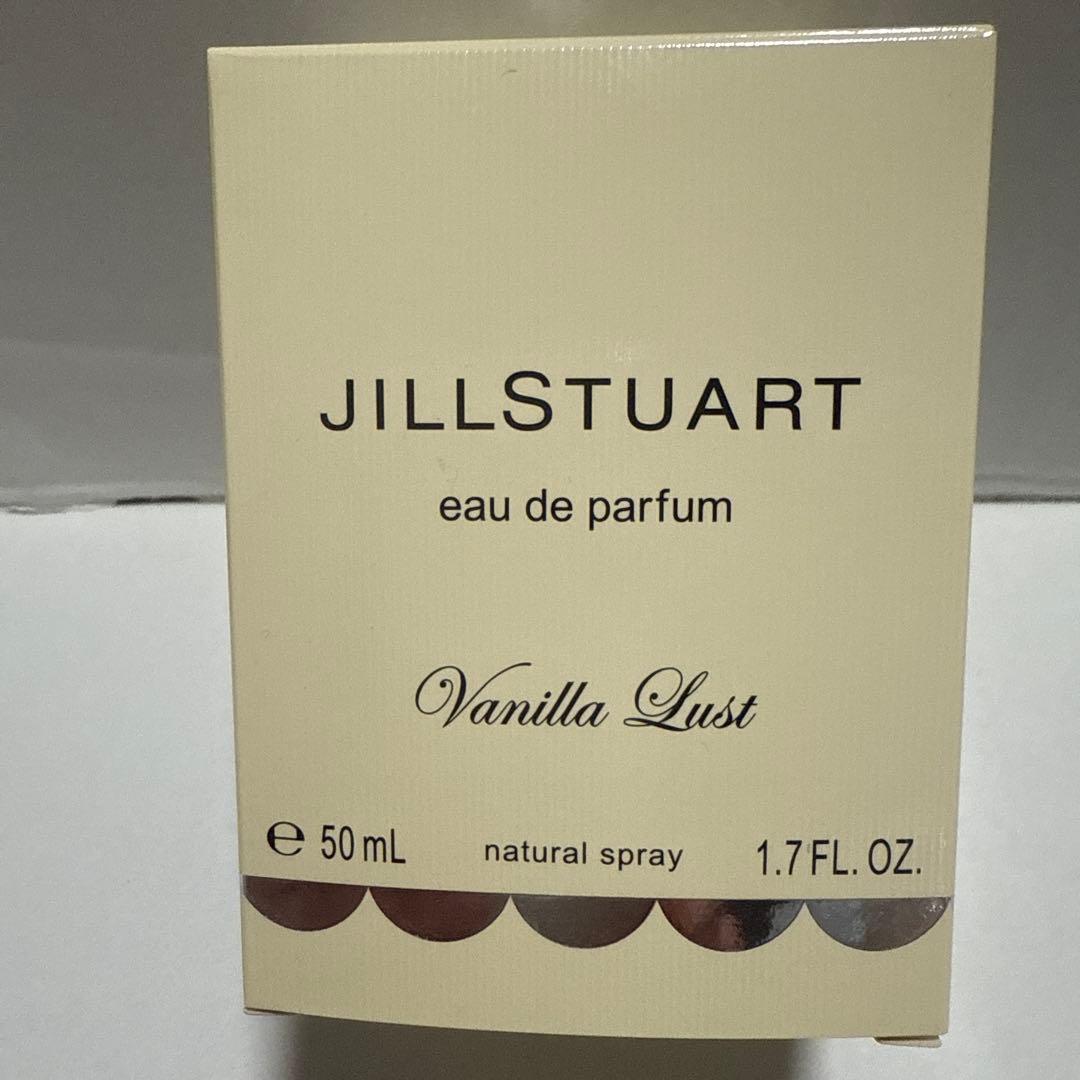 JILLSTUART
eau de parfum
Vanilla Lust
℮ 50 mL natural spray 1.7 FL. OZ.